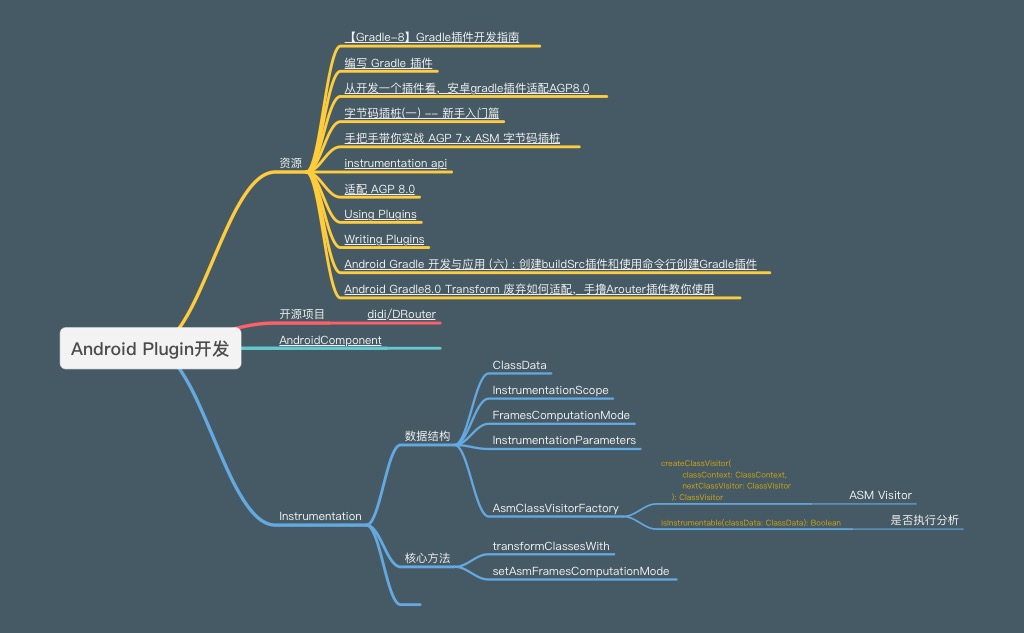 【Gradle-8】Gradle插件开发指南
编写 Gradle 插件
从开发一个插件看，安卓gradle插件适配AGP8.0
字节码插桩(一) -- 新手入门篇
手把手带你实战 AGP 7.x ASM 字节码插桩
资源
instrumentation api
适配 AGP 8.0
Using Plugins
Writing Plugins
Android Gradle 开发与应用 (六) : 创建buildSrc插件和使用命令行创建Gradle插件
Android Gradle8.0 Transform 废弃如何适配，手撸Arouter插件教你使用
开源项目
didi/DRouter
Android Plugin开发
AndroidComponent
ClassData
InstrumentationScope
FramesComputationMode
数据结构
InstrumentationParameters
createClassVisitor(
classContext: ClassContext,
nextClassVisitor: ClassVisitor
): ClassVisitor
ASM Visitor
AsmClassVisitorFactory
isInstrumentable(classData: ClassData): Boolean
是否执行分析
Instrumentation
transformClassesWith
核心方法
setAsmFramesComputationMode